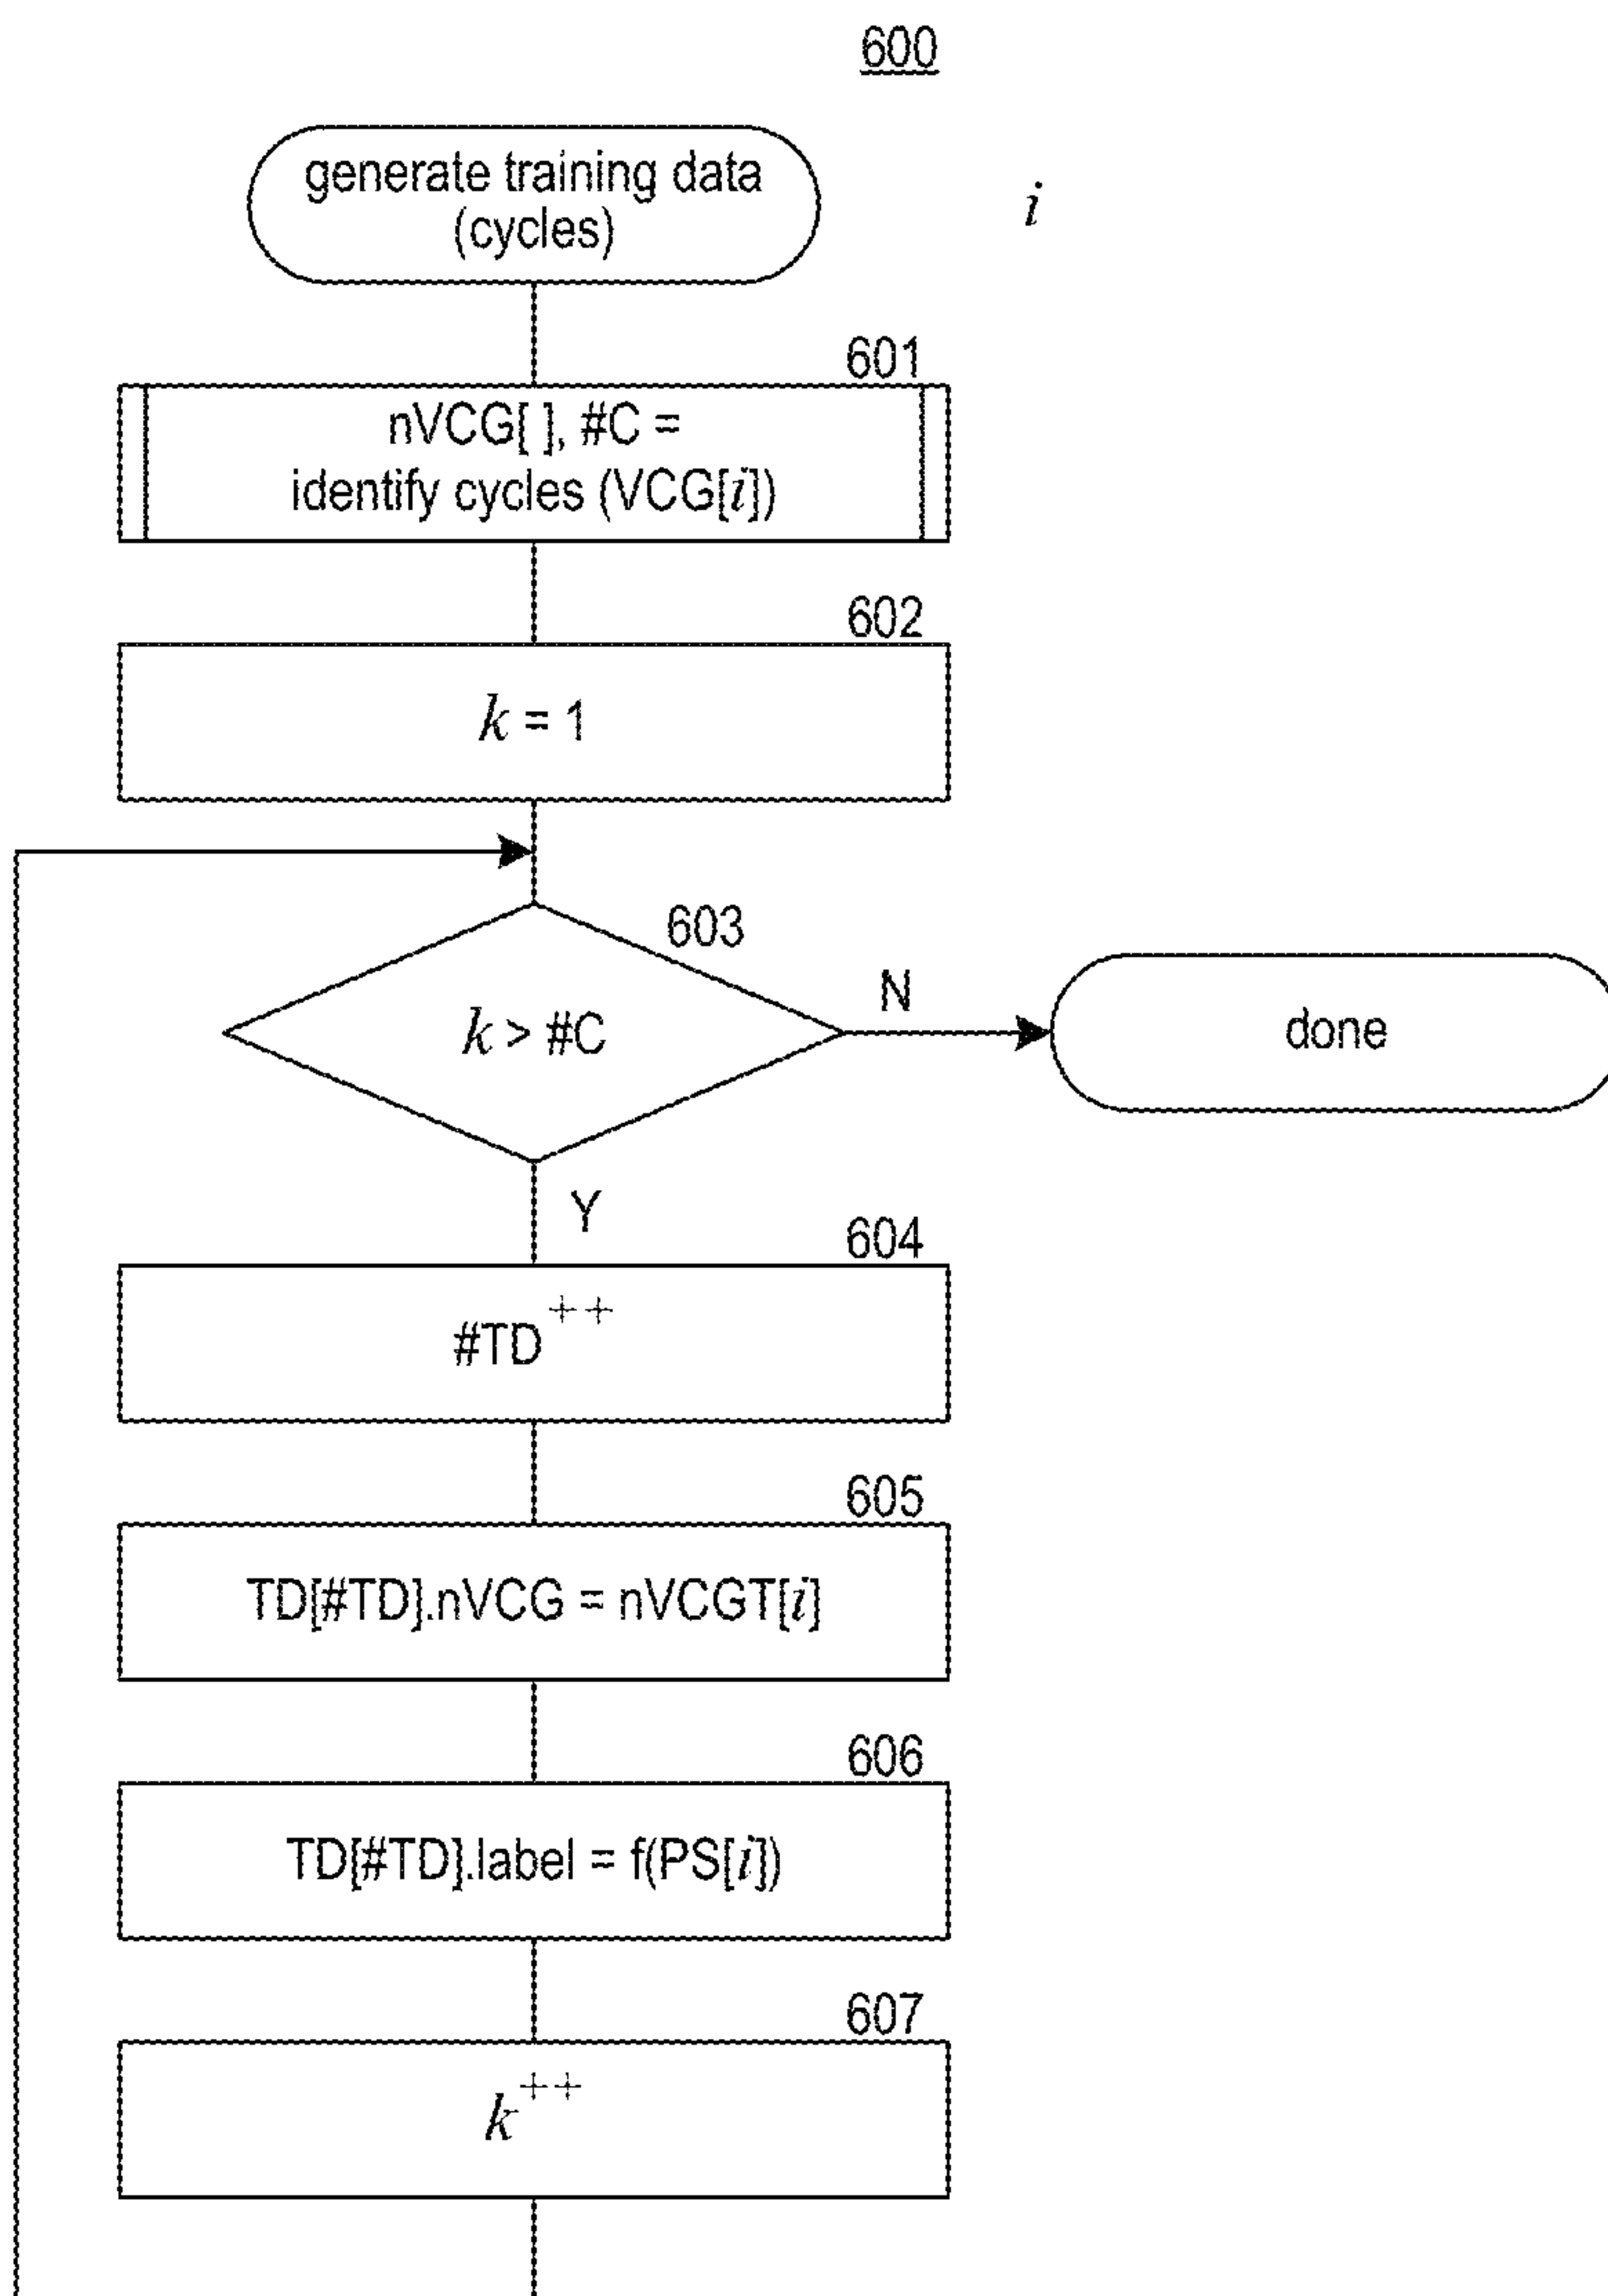 600
generate training data
(cycles)
i
601
nVCG[ ], #C =
identify cycles (VCG[i])
602
k = 1
603
k > #C
N
done
Y
604
#TD++
605
TD[#TD].nVCG = nVCGT[i]
606
TD[#TD].label = f(PS[i])
607
k++